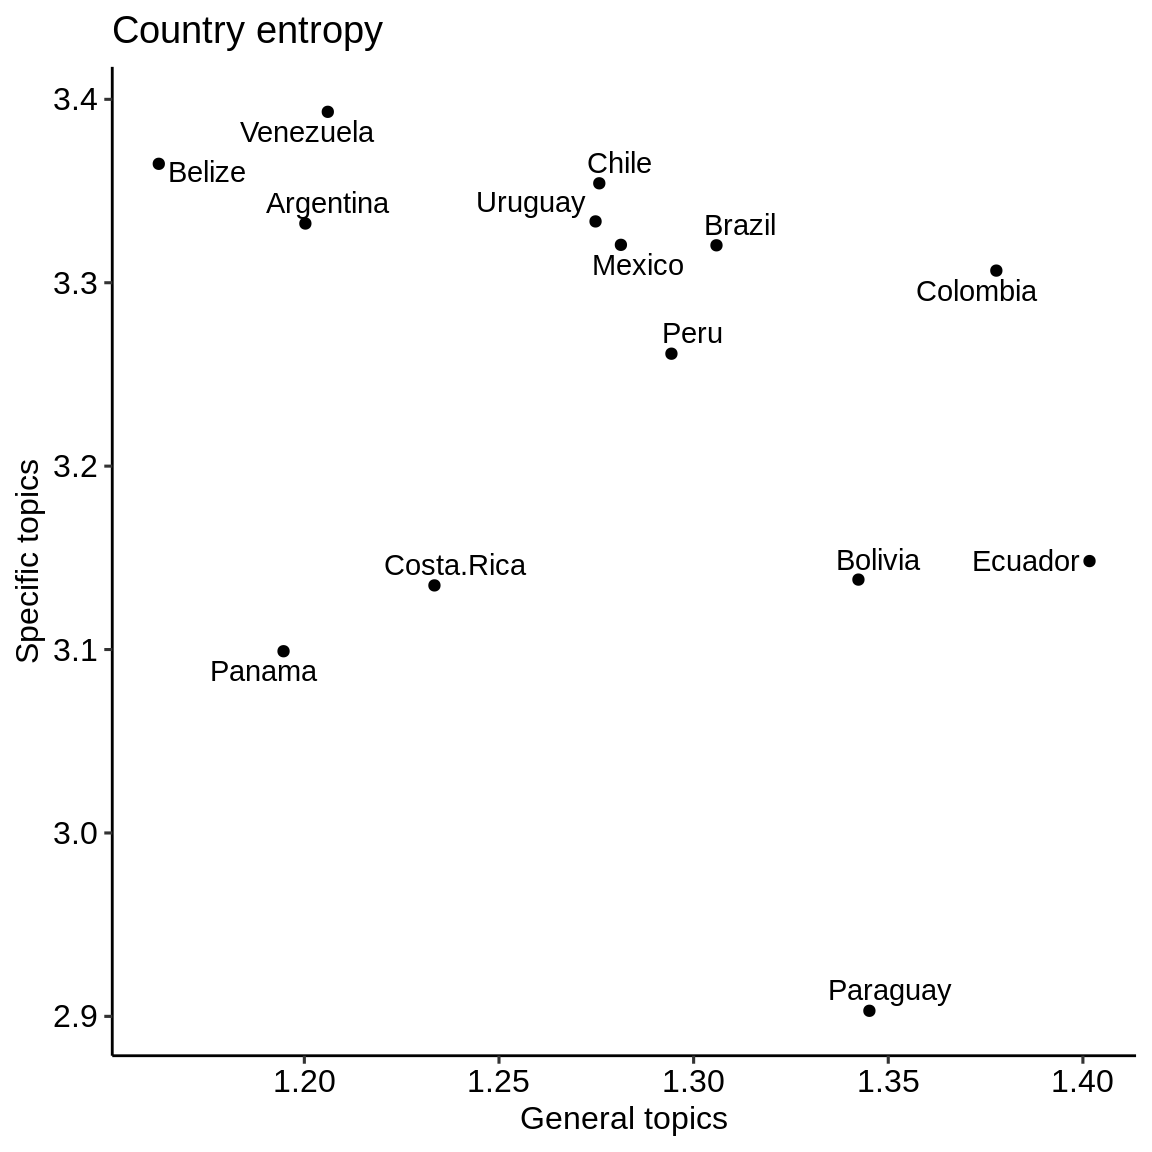 Country entropy
3.4
Venezuela
Belize
Chile
Argentina
Uruguay
Brazil
Mexico
3.3
Colombia
Peru
3.2
Specific topics
Costa.Rica
Bolivia
Ecuador
3.1
Panama
3.0
Paraguay
2.9
1.20 1.25 1.30 1.35 1.40
General topics